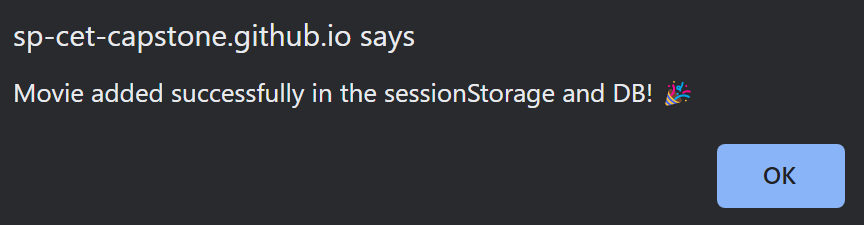 sp-cet-capstone.github.io says
Movie added successfully in the sessionStorage and DB! 🎉
OK